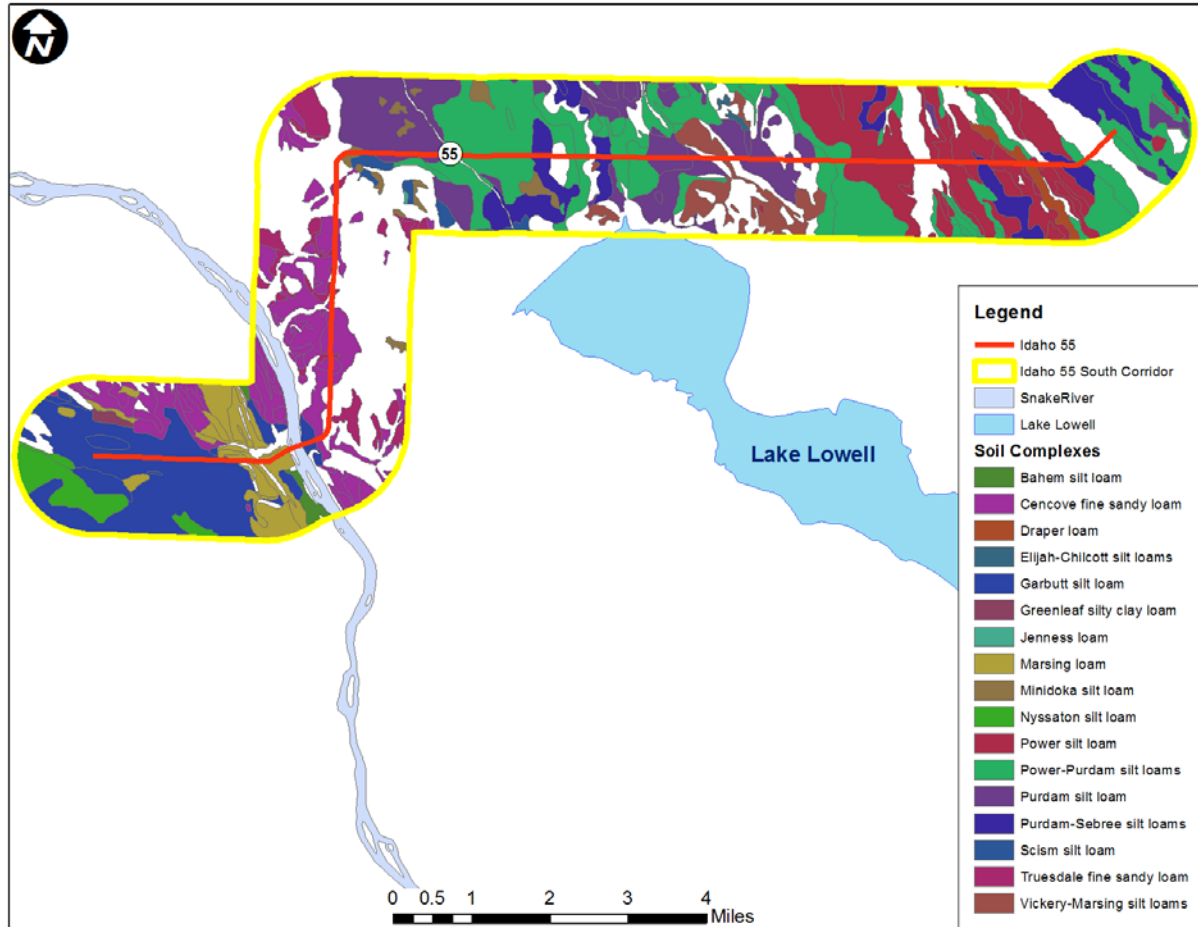 N
55
Lake Lowell
Legend
Idaho 55
Idaho 55 South Corridor
SnakeRiver
Lake Lowell
Soil Complexes
Bahem silt loam
Cencove fine sandy loam
Draper loam
Elijah-Chilcott silt loams
Garbutt silt loam
Greenleaf silty clay loam
Jenness loam
Marsing loam
Minidoka silt loam
Nyssaton silt loam
Power silt loam
Power-Purdam silt loams
Purdam silt loam
Purdam-Sebree silt loams
Scism silt loam
Truesdale fine sandy loam
Vickery-Marsing silt loams
0 0.5 1 2 3 4
Miles